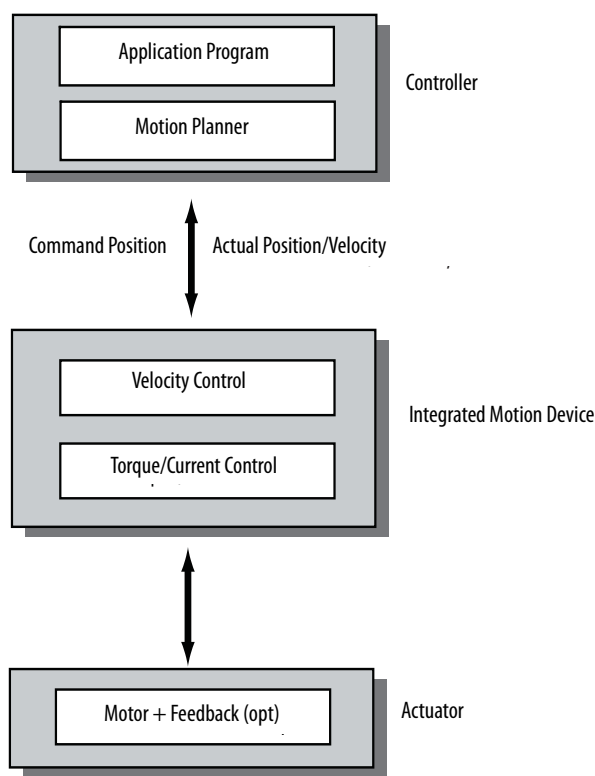 Application Program
Controller
Motion Planner
Command Position Actual Position/Velocity
Velocity Control
Integrated Motion Device
Torque/Current Control
Motor + Feedback (opt)
Actuator